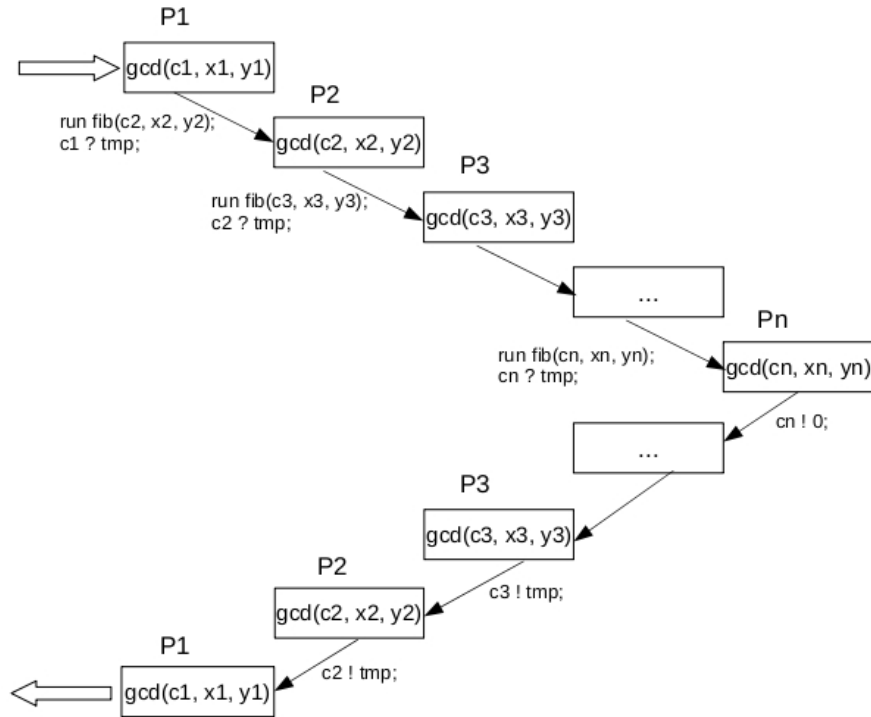 P1
gcd(c1, x1, y1)
run fib(c2, x2, y2);
c1 ? tmp;
P2
gcd(c2, x2, y2)
run fib(c3, x3, y3);
c2 ? tmp;
P3
gcd(c3, x3, y3)
...
run fib(cn, xn, yn);
cn ? tmp;
Pn
gcd(cn, xn, yn)
cn ! 0;
...
P3
gcd(c3, x3, y3)
c3 ! tmp;
P2
gcd(c2, x2, y2)
c2 ! tmp;
P1
gcd(c1, x1, y1)